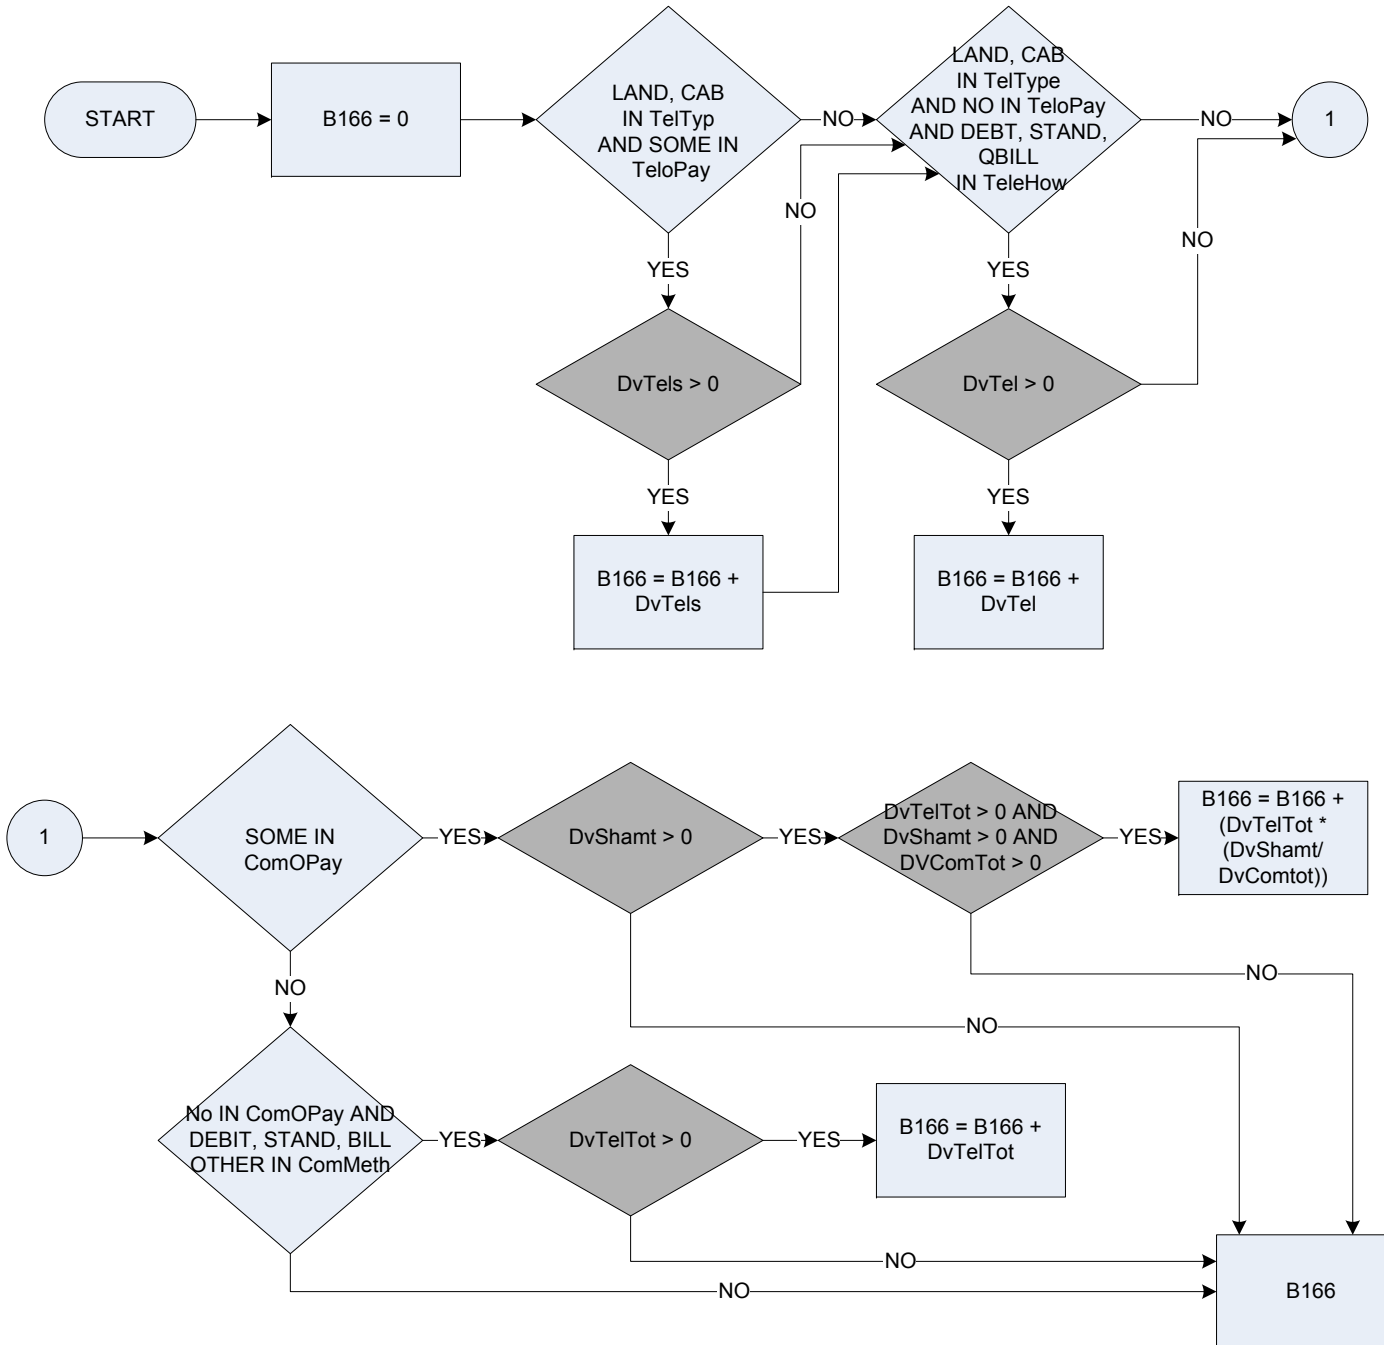 START
B166 = 0
LAND, CAB
IN TelTyp
AND SOME IN
TeloPay
NO
LAND, CAB
IN TelType
AND NO IN TeloPay
AND DEBT, STAND,
QBILL
IN TeleHow
NO
1
YES
NO
YES
NO
DvTels > 0
DvTel > 0
YES
YES
B166 = B166 +
DvTels
B166 = B166 +
DvTel
1
SOME IN
ComOPay
YES
DvShamt > 0
YES
DvTelTot > 0 AND
DvShamt > 0 AND
DVComTot > 0
YES
B166 = B166 +
(DvTelTot *
(DvShamt/
DvComtot))
NO
NO
NO
No IN ComOPay AND
DEBIT, STAND, BILL
OTHER IN ComMeth
YES
DvTelTot > 0
YES
B166 = B166 +
DvTelTot
NO
NO
B166